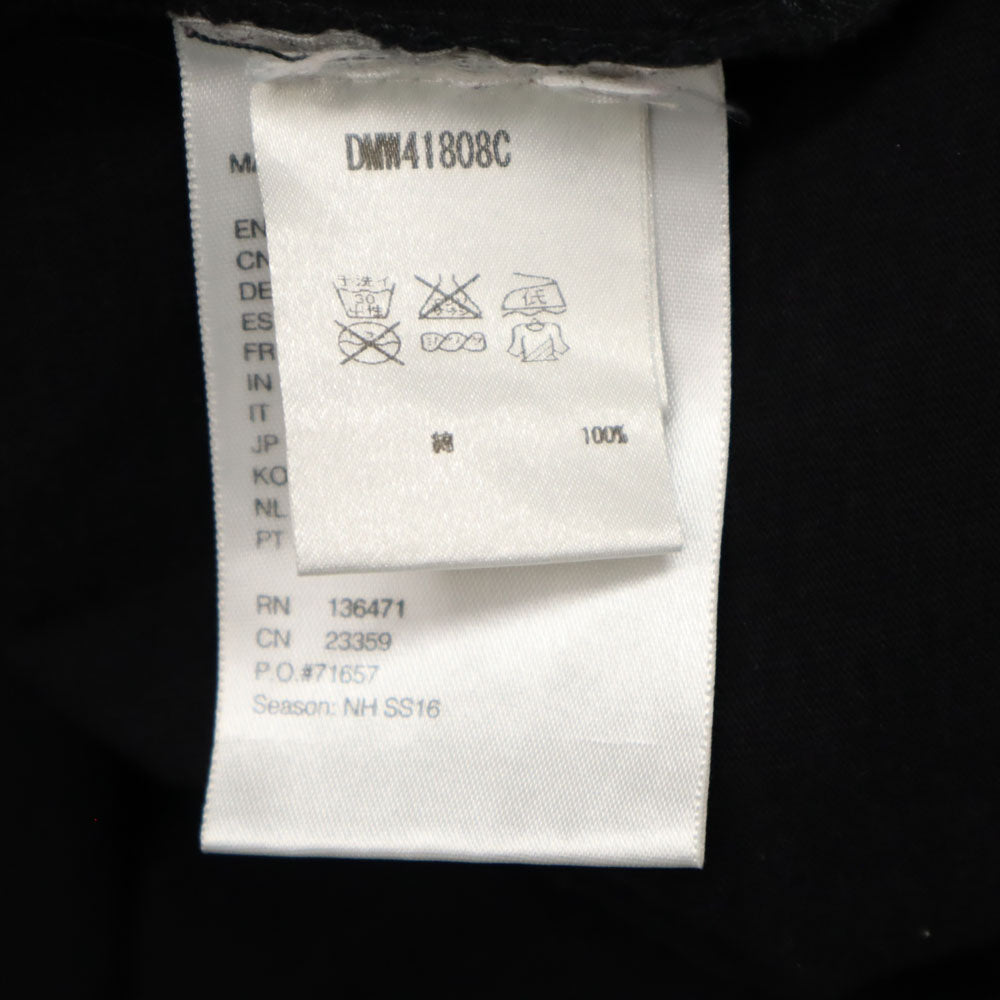 DMW41808C
低
綿 100%
MA
EN
CN
DE
ES
FR
IN
IT
JP
KO
NL
PT
RN 136471
CN 23359
P.O.#71657
Season: NH SS16